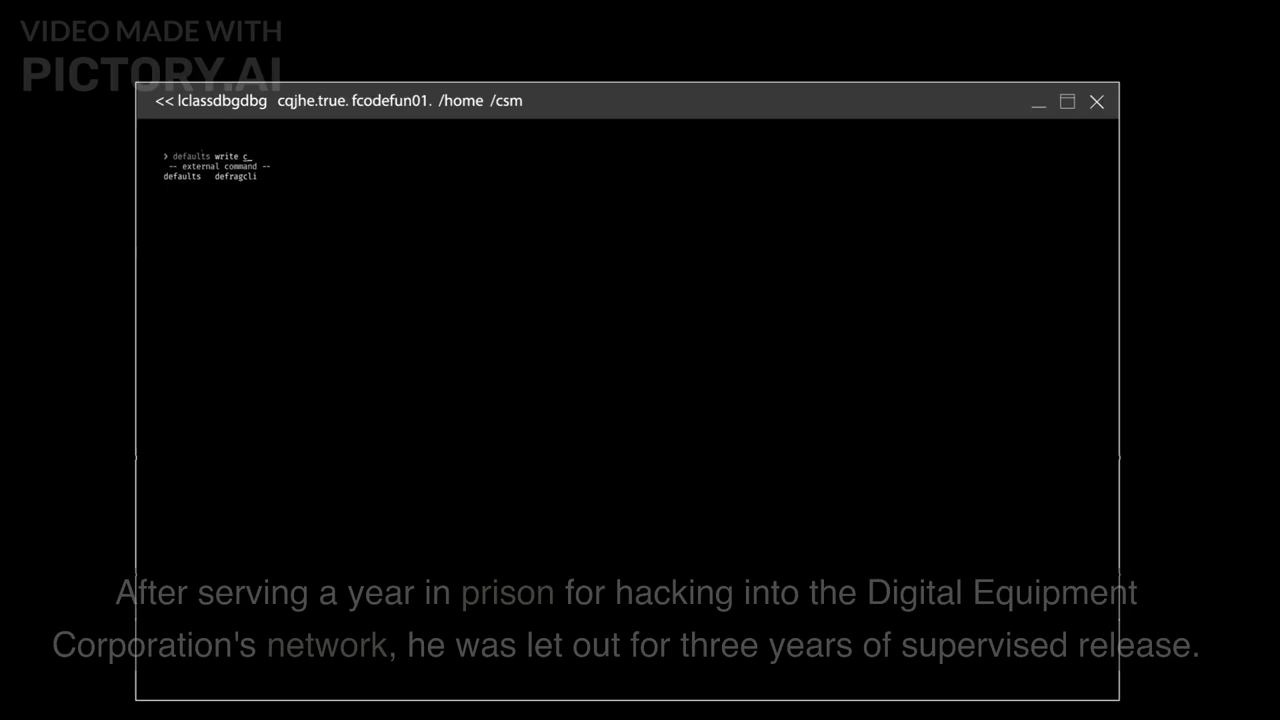 VIDEO MADE WITH
PICTORY.AI
<< lclassdbgdbg cqjhe.true. fcodefun01. /home /csm
❯ defaults write c_
-- external command --
defaults defragcli
After serving a year in prison for hacking into the Digital Equipment
Corporation's network, he was let out for three years of supervised release.